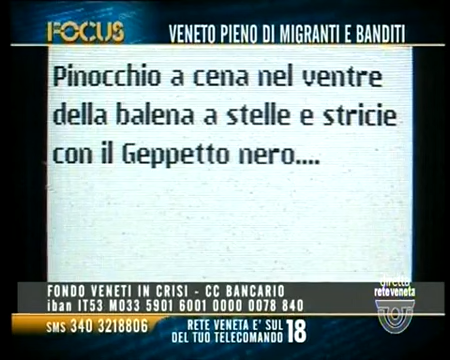 FOCUS
VENETO PIENO DI MIGRANTI E BANDITI
Pinocchio a cena nel ventre
della balena a stelle e stricie
con il Geppetto nero....
diretta
reteveneta
FONDO VENETI IN CRISI - CC BANCARIO
iban IT53 M033 5901 6001 0000 0078 840
SMS 340 3218806
RETE VENETA E' SUL
DEL TUO TELECOMANDO 18